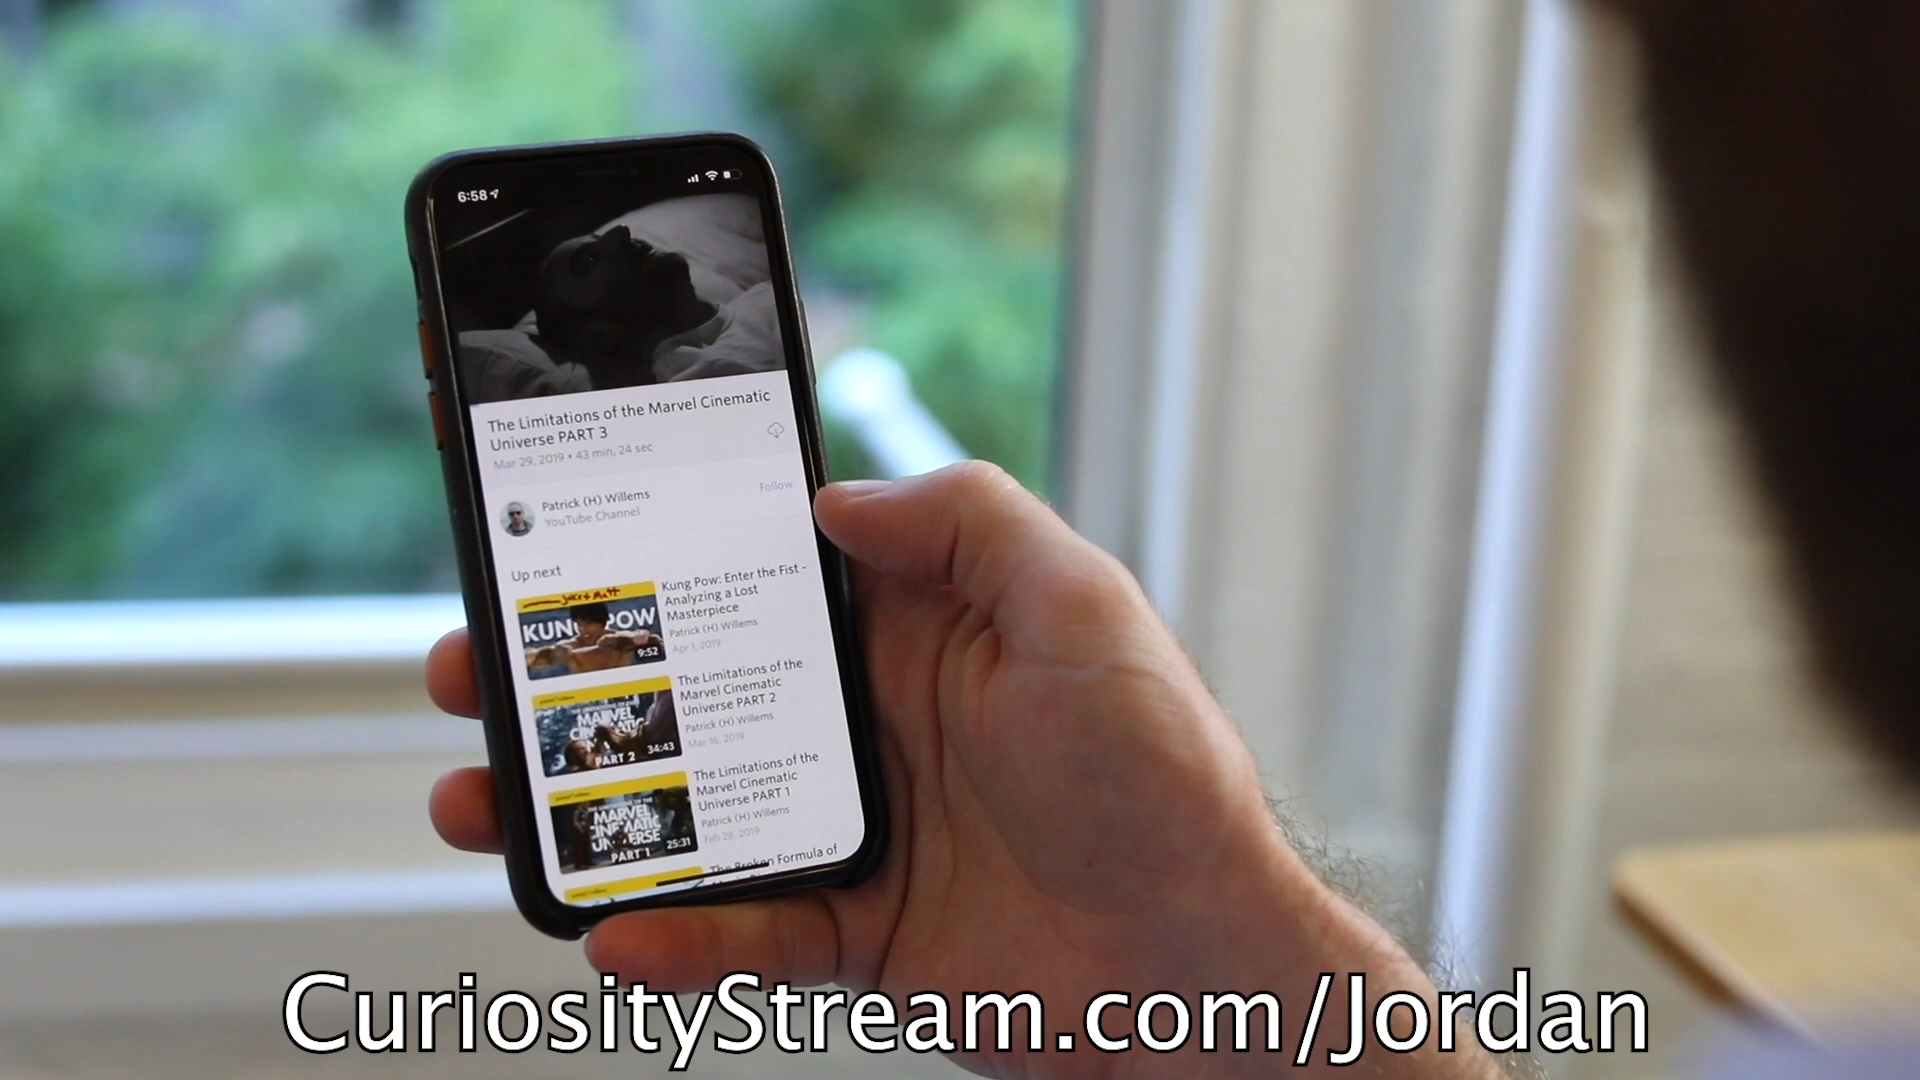 6:58
The Limitations of the Marvel Cinematic
Universe PART 3
Mar 29, 2019 • 43 min, 24 sec
Patrick (H) Willems
YouTube Channel
Follow
Up next
KUNG POW
9:52
Kung Pow: Enter the Fist -
Analyzing a Lost
Masterpiece
Patrick (H) Willems
Apr 1, 2019
MARVEL
PART 2
34:43
The Limitations of the
Marvel Cinematic
Universe PART 2
Patrick (H) Willems
Mar 16, 2019
THE LIMITATIONS OF THE
MARVEL
CINEMATIC
UNIVERSE
PART 1
25:31
The Limitations of the
Marvel Cinematic
Universe PART 1
Patrick (H) Willems
Feb 28, 2019
The Broken Formula of
CuriosityStream.com/Jordan